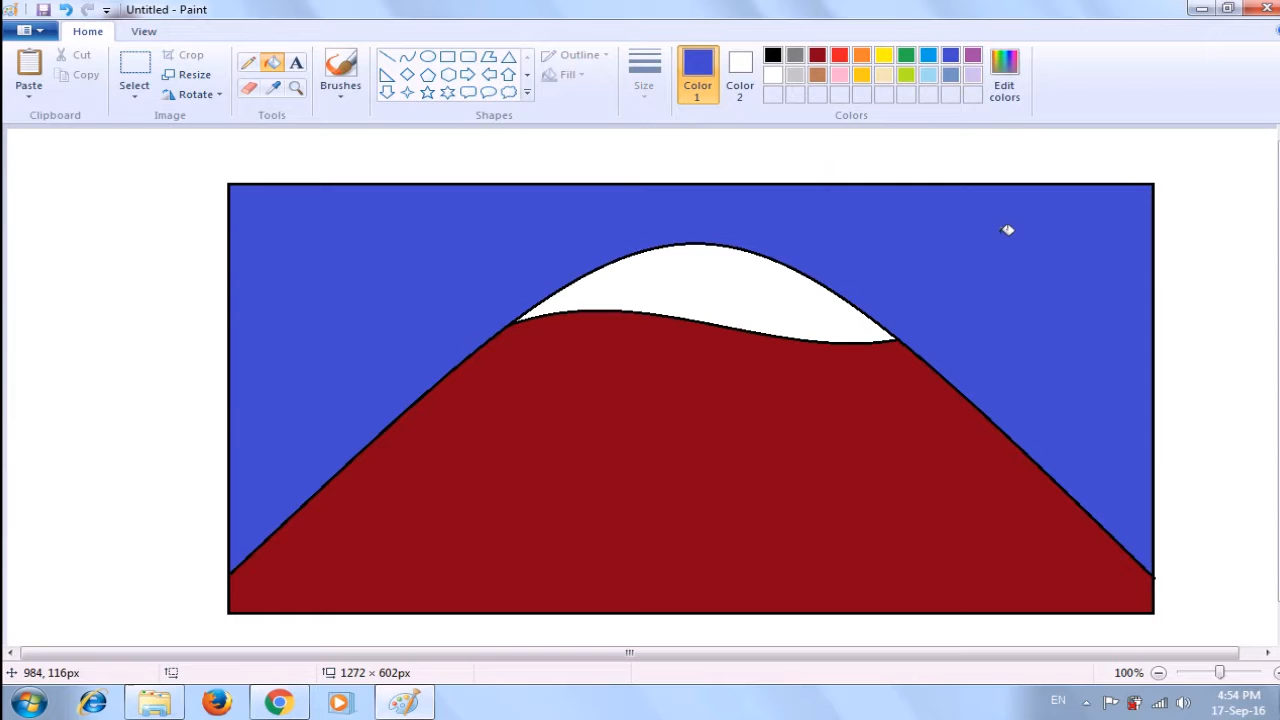 Untitled - Paint
Home View
Paste
Cut
Copy
Clipboard
Select
Crop
Resize
Rotate
Image
A
Tools
Brushes
Outline
Fill
Shapes
Size
Color 1
Color 2
Edit colors
Colors
984, 116px
1272 × 602px
100%
EN
4:54 PM
17-Sep-16